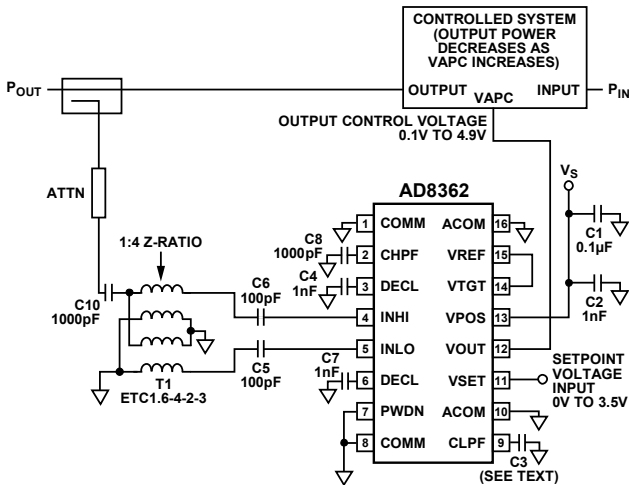 CONTROLLED SYSTEM
(OUTPUT POWER
DECREASES AS
VAPC INCREASES)
P_OUT
OUTPUT
INPUT
P_IN
VAPC
OUTPUT CONTROL VOLTAGE
0.1V TO 4.9V
V_S
ATTN
AD8362
C1
0.1µF
C2
1nF
1:4 Z-RATIO
C8
1000pF
C4
1nF
C6
100pF
C10
1000pF
C7
1nF
C5
100pF
T1
ETC1.6-4-2-3
1 COMM ACOM 16
2 CHPF VREF 15
3 DECL VTGT 14
4 INHI VPOS 13
5 INLO VOUT 12
6 DECL VSET 11
7 PWDN ACOM 10
8 COMM CLPF 9
SETPOINT
VOLTAGE
INPUT
0V TO 3.5V
C3
(SEE TEXT)